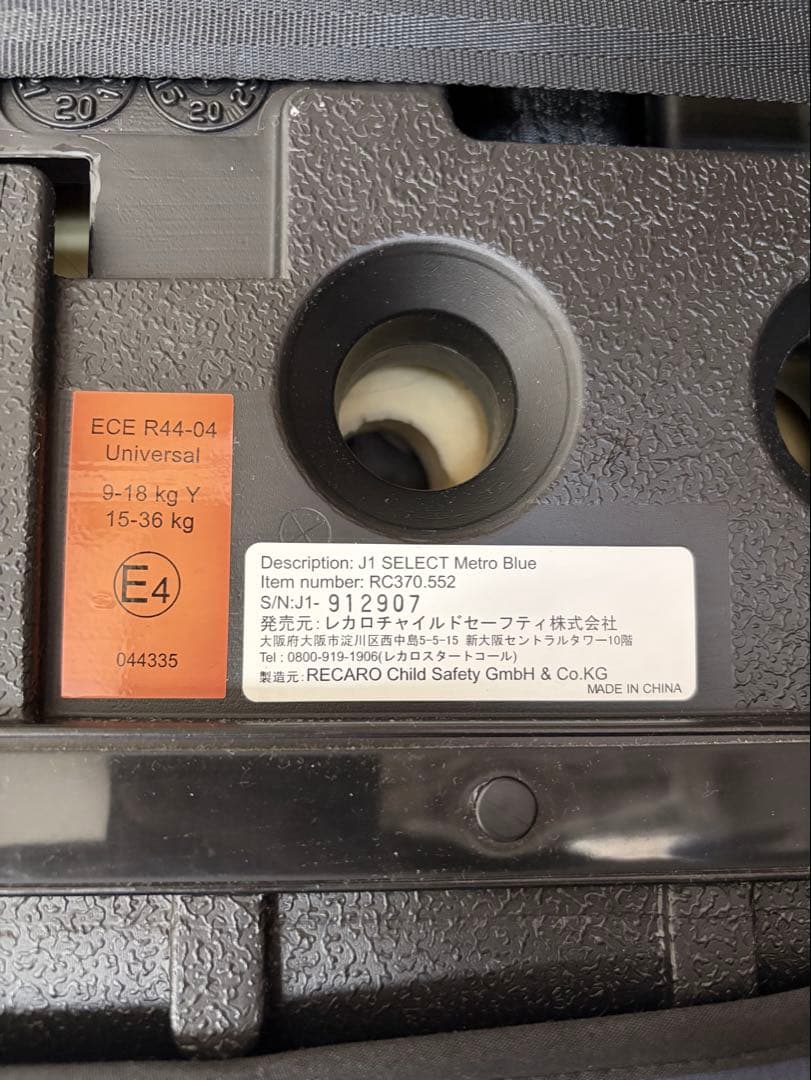 20
20
ECE R44-04
Universal
9-18 kg Y
15-36 kg
E4
044335
Description: J1 SELECT Metro Blue
Item number: RC370.552
S/N:J1- 912907
発売元:レカロチャイルドセーフティ株式会社
大阪府大阪市淀川区西中島5-5-15 新大阪セントラルタワー10階
Tel : 0800-919-1906(レカロスタートコール)
製造元:RECARO Child Safety GmbH & Co.KG
MADE IN CHINA